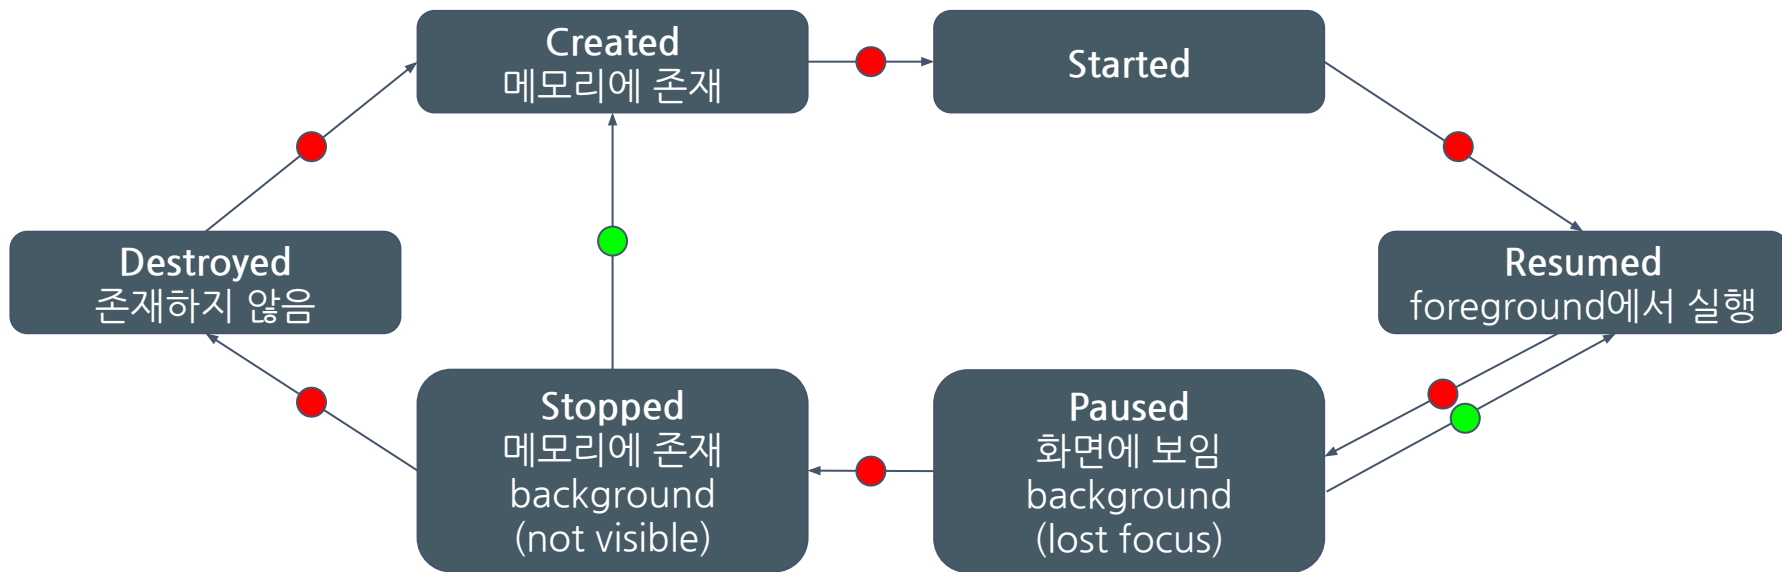 Created
메모리에 존재
Started
Destroyed
존재하지 않음
Resumed
foreground에서 실행
Stopped
메모리에 존재
background
(not visible)
Paused
화면에 보임
background
(lost focus)